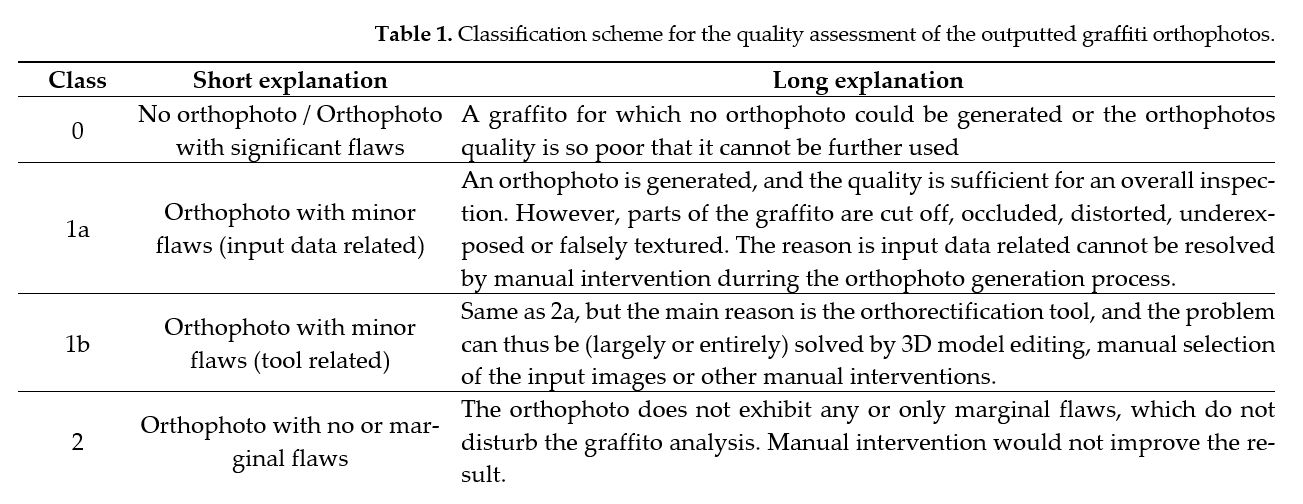 Table 1. Classification scheme for the quality assessment of the outputted graffiti orthophotos.
Class Short explanation Long explanation
0
No orthophoto / Orthophoto
with significant flaws
A graffito for which no orthophoto could be generated or the orthophotos
quality is so poor that it cannot be further used
1a
Orthophoto with minor
flaws (input data related)
An orthophoto is generated, and the quality is sufficient for an overall inspec-
tion. However, parts of the graffito are cut off, occluded, distorted, underex-
posed or falsely textured. The reason is input data related cannot be resolved
by manual intervention durring the orthophoto generation process.
1b
Orthophoto with minor
flaws (tool related)
Same as 2a, but the main reason is the orthorectification tool, and the problem
can thus be (largely or entirely) solved by 3D model editing, manual selection
of the input images or other manual interventions.
2
Orthophoto with no or mar-
ginal flaws
The orthophoto does not exhibit any or only marginal flaws, which do not
disturb the graffito analysis. Manual intervention would not improve the re-
sult.